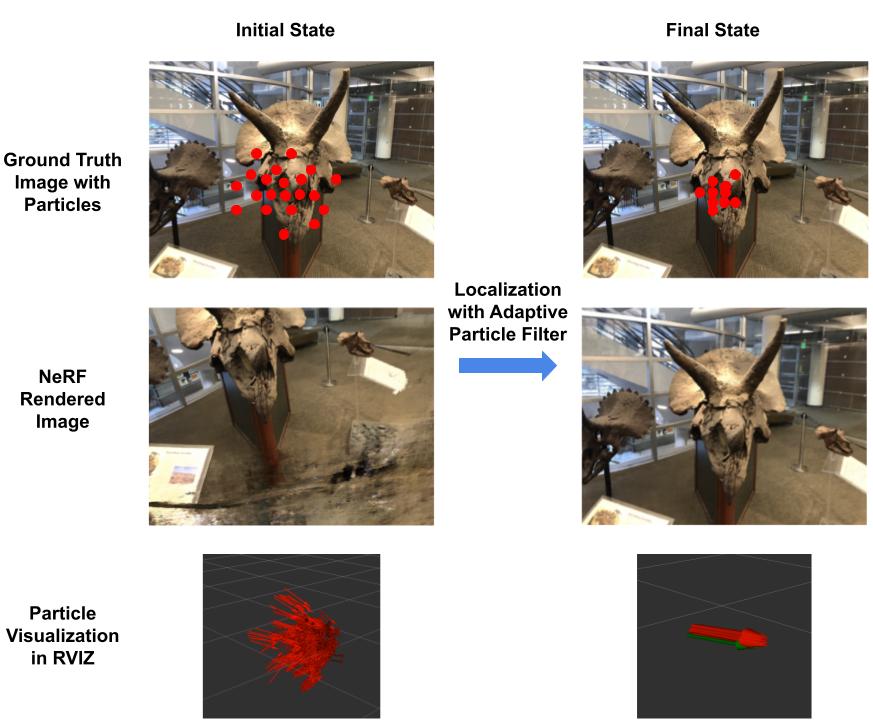 Initial State
Final State
Ground Truth
Image with
Particles
Localization
with Adaptive
Particle Filter
NeRF
Rendered
Image
Particle
Visualization
in RVIZ